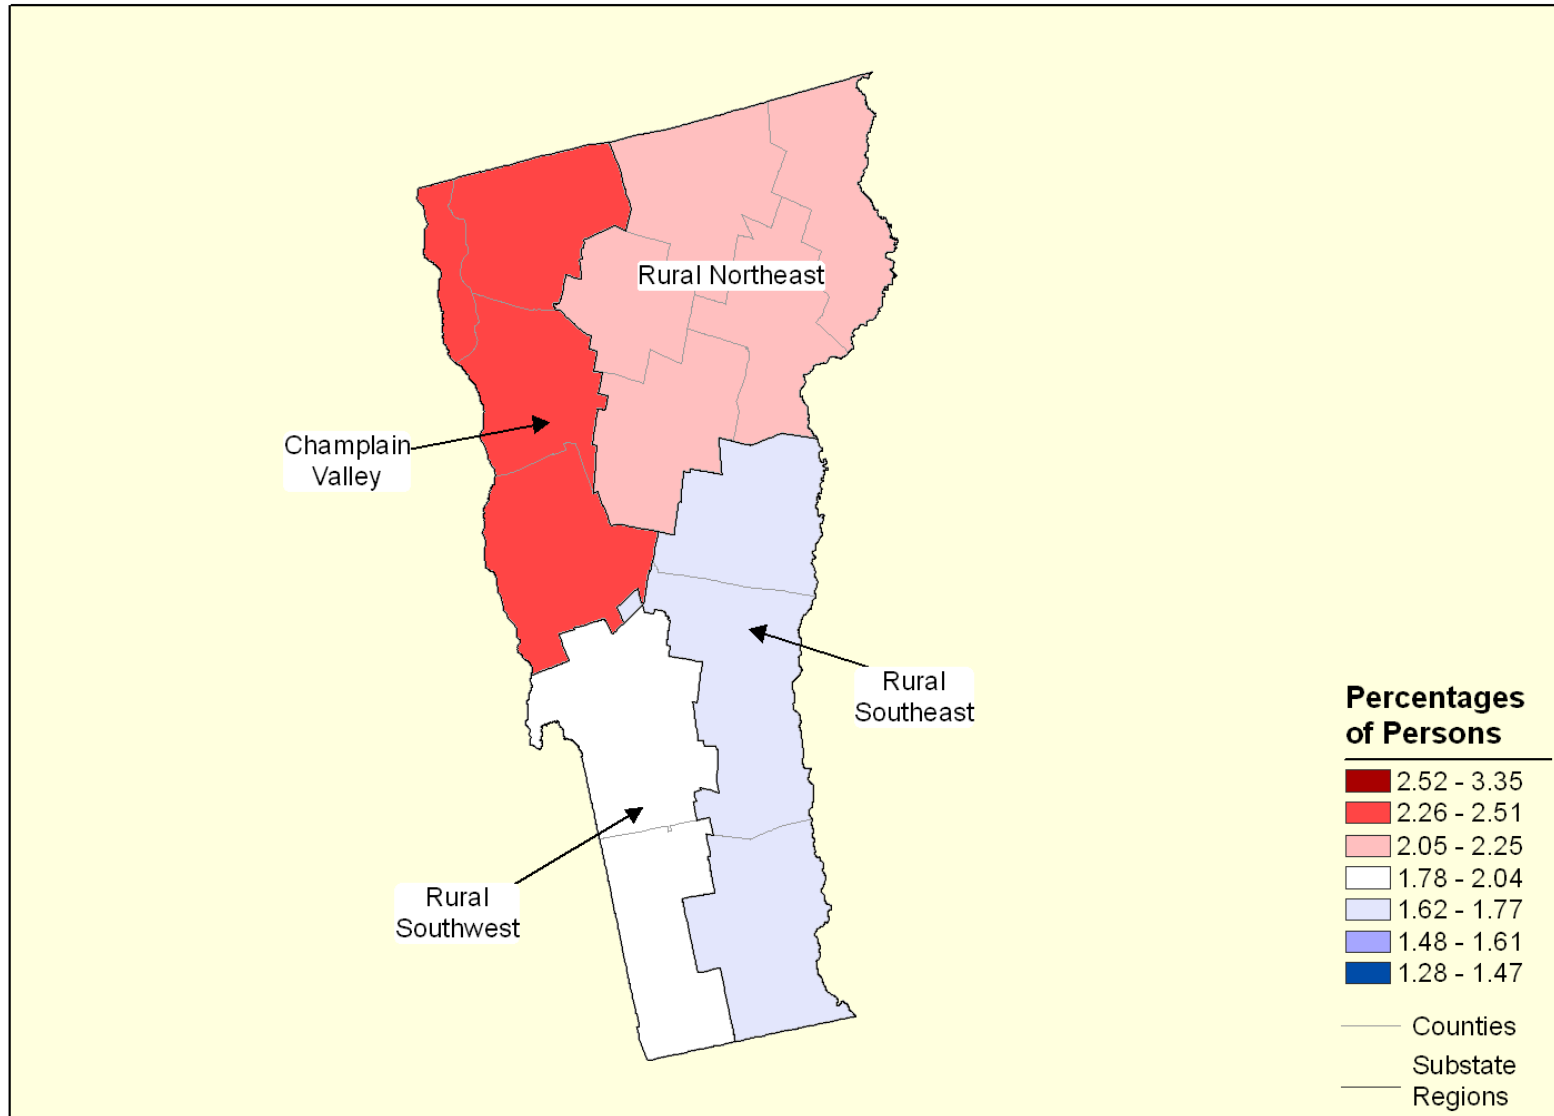 Rural Northeast
Champlain
Valley
Rural
Southeast
Rural
Southwest
Percentages
of Persons
2.52 - 3.35
2.26 - 2.51
2.05 - 2.25
1.78 - 2.04
1.62 - 1.77
1.48 - 1.61
1.28 - 1.47
Counties
Substate
Regions